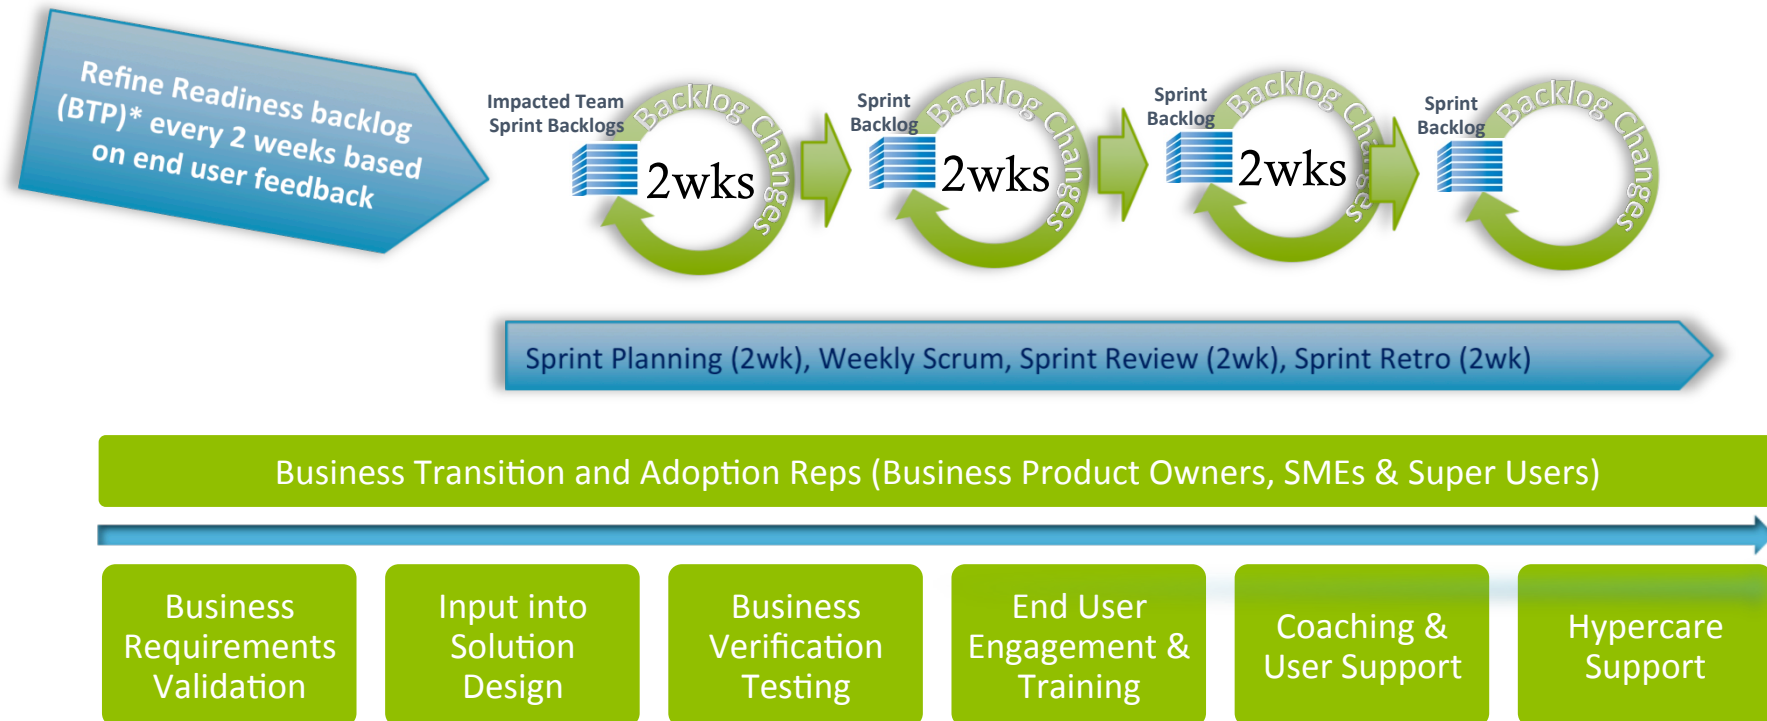 Refine Readiness backlog
(BTP)* every 2 weeks based
on end user feedback
Impacted Team
Sprint Backlogs
Backlog Changes
2wks
Sprint
Backlog
Backlog Changes
2wks
Sprint
Backlog
Backlog Changes
2wks
Sprint
Backlog
Backlog Changes
Sprint Planning (2wk), Weekly Scrum, Sprint Review (2wk), Sprint Retro (2wk)
Business Transition and Adoption Reps (Business Product Owners, SMEs & Super Users)
Business
Requirements
Validation
Input into
Solution
Design
Business
Verification
Testing
End User
Engagement &
Training
Coaching &
User Support
Hypercare
Support